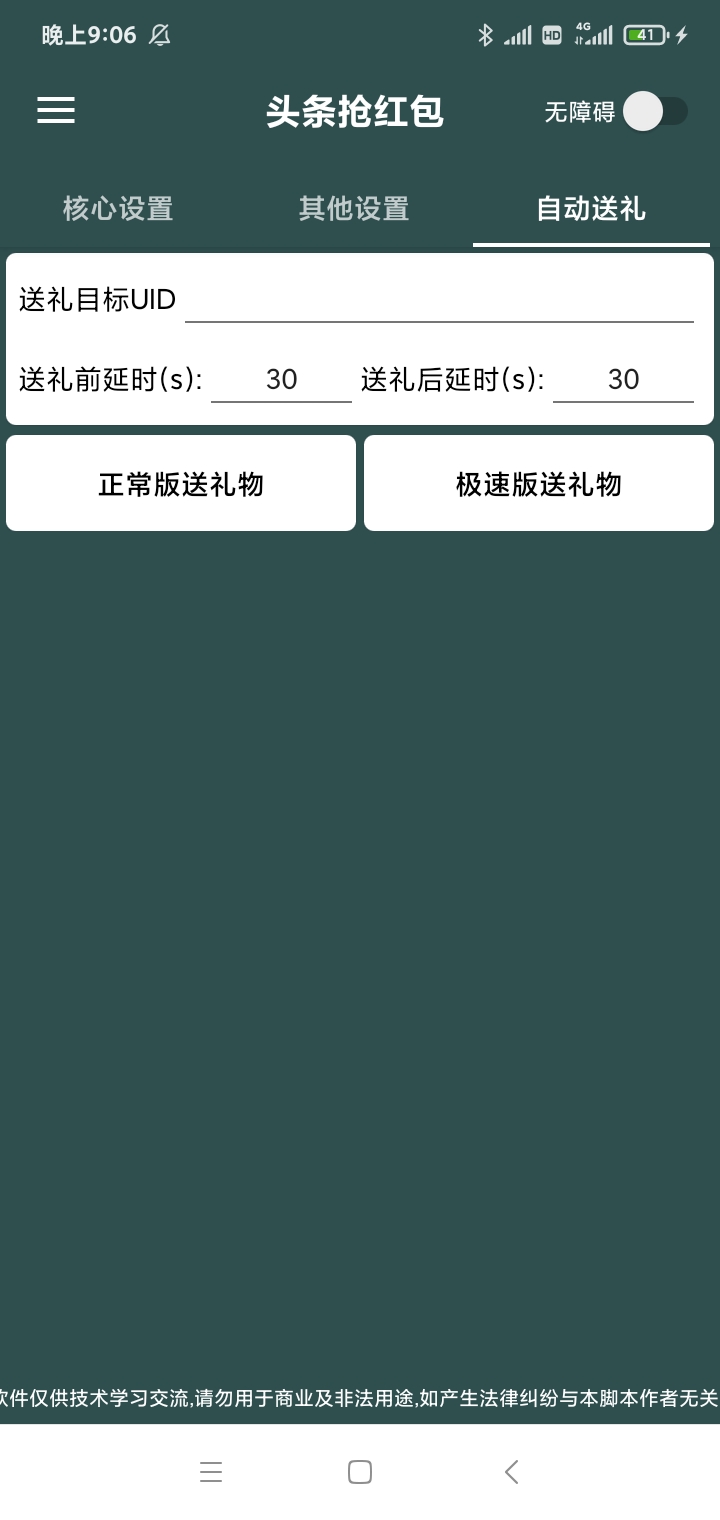 晚上9:06
HD 4G 41
头条抢红包 无障碍
核心设置 其他设置 自动送礼
送礼目标UID
送礼前延时(s): 30 送礼后延时(s): 30
正常版送礼物 极速版送礼物
件仅供技术学习交流,请勿用于商业及非法用途,如产生法律纠纷与本脚本作者无关